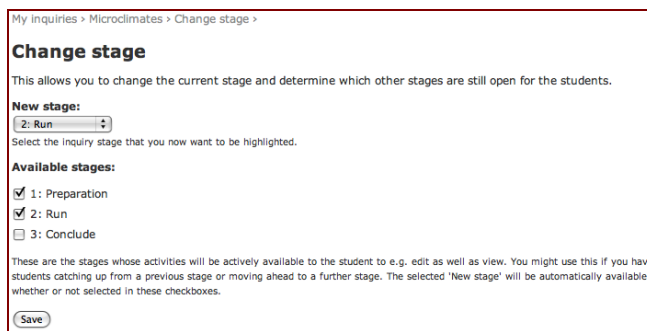 My inquiries › Microclimates › Change stage ›
Change stage
This allows you to change the current stage and determine which other stages are still open for the students.
New stage:
2: Run
Select the inquiry stage that you now want to be highlighted.
Available stages:
1: Preparation
2: Run
3: Conclude
These are the stages whose activities will be actively available to the student to e.g. edit as well as view. You might use this if you hav
students catching up from a previous stage or moving ahead to a further stage. The selected 'New stage' will be automatically available
whether or not selected in these checkboxes.
Save